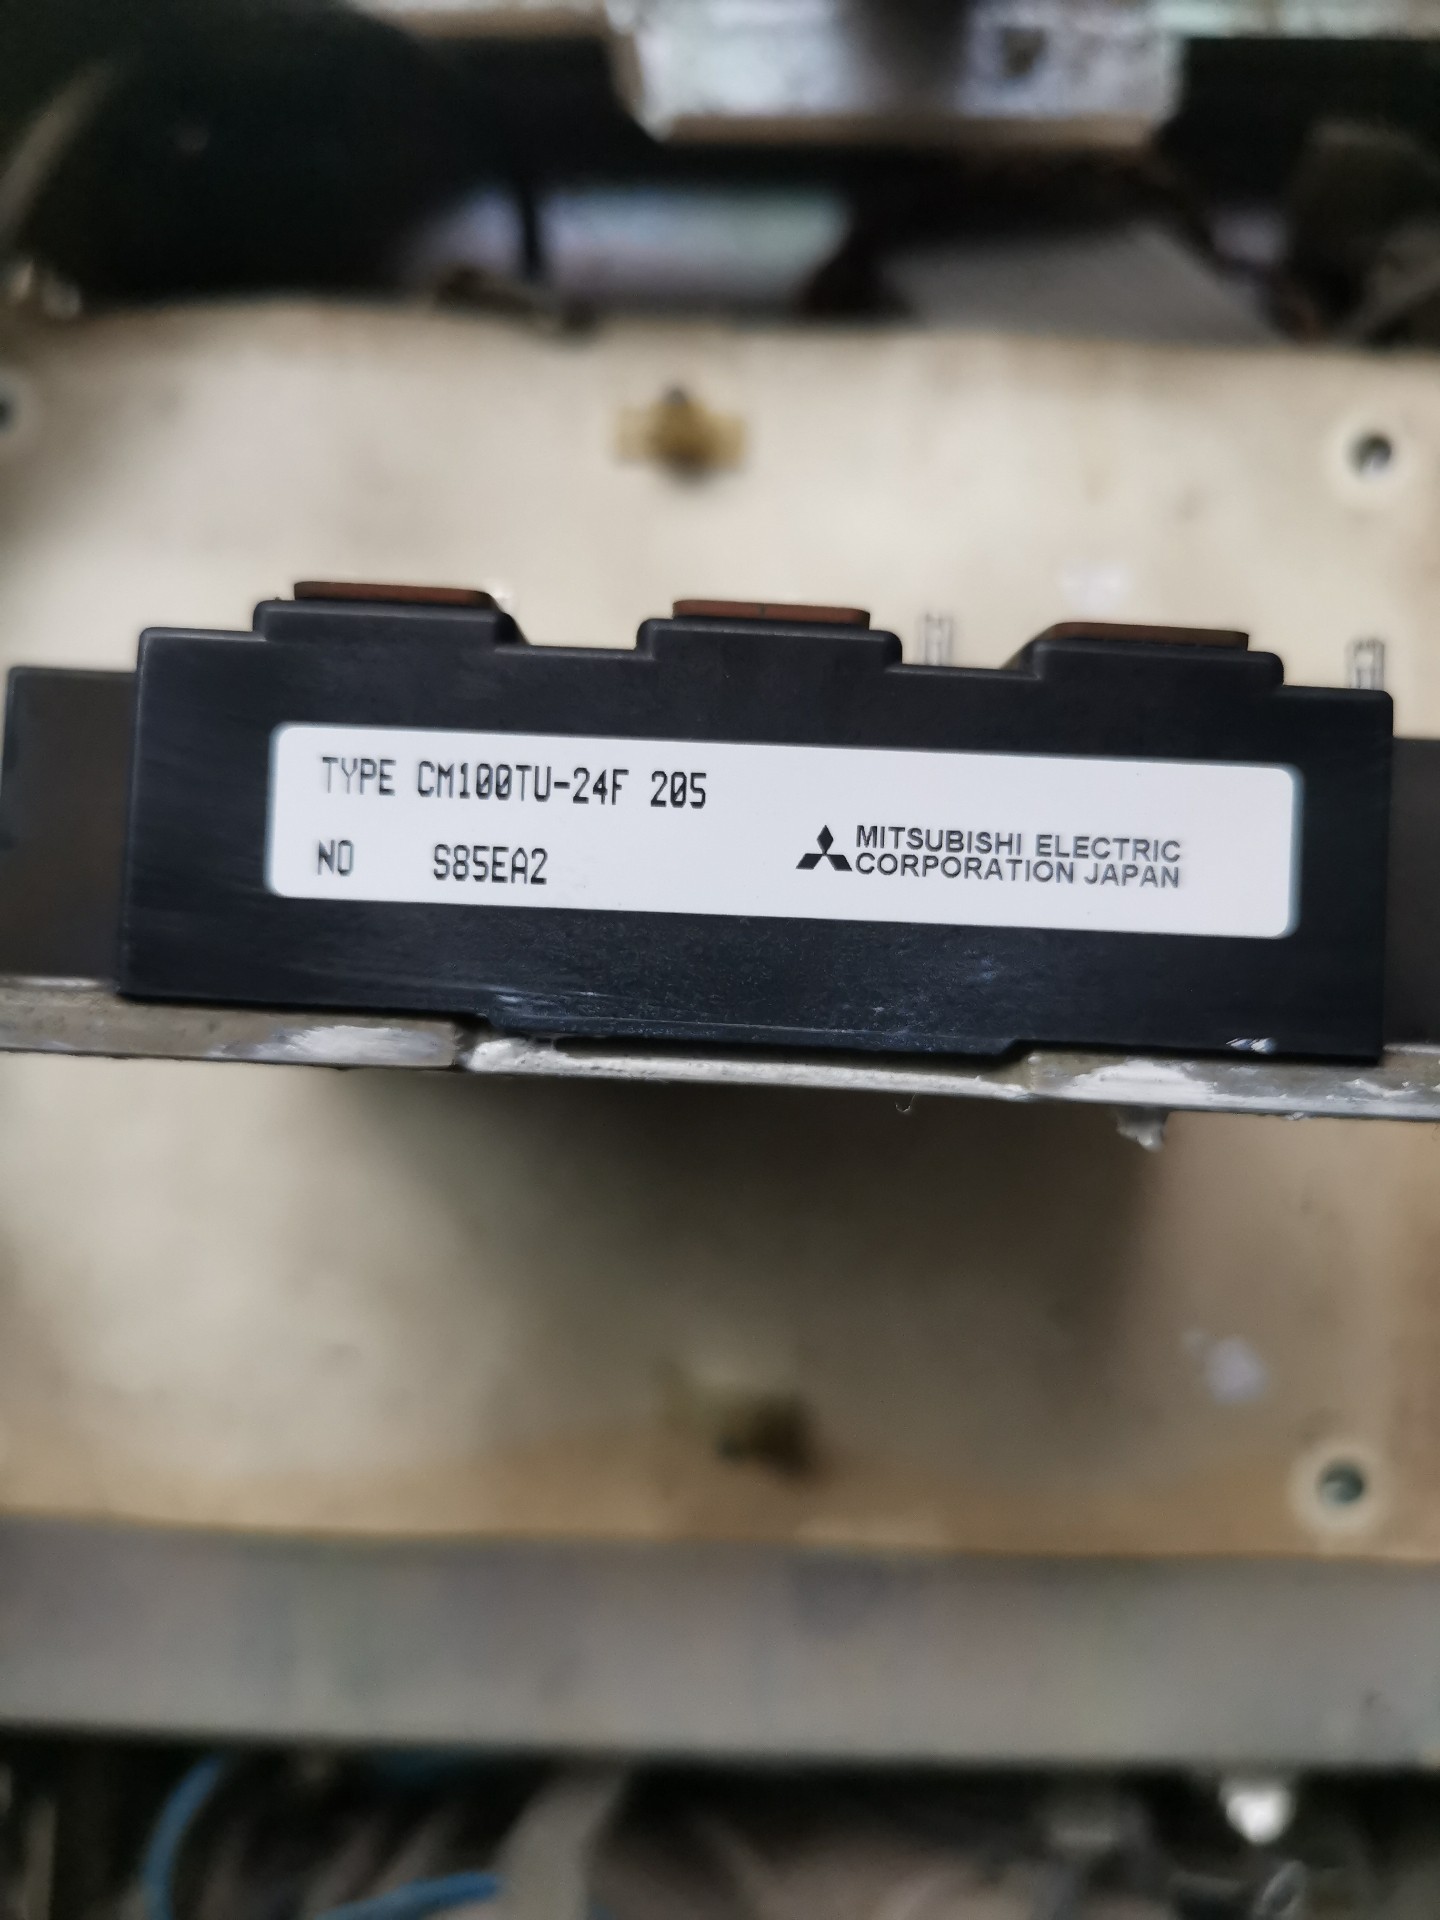 TYPE CM100TU-24F 205
NO S85EA2
MITSUBISHI ELECTRIC
CORPORATION JAPAN